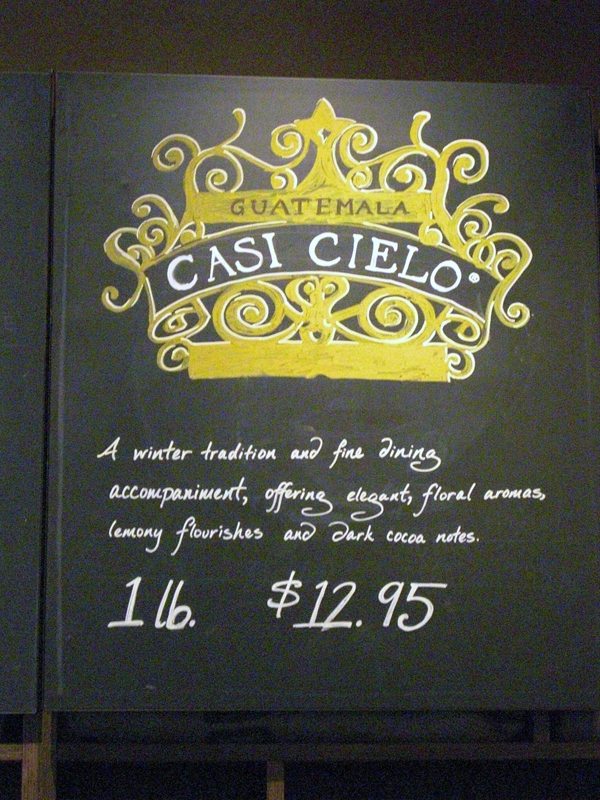 GUATEMALA
CASI CIELO®
A winter tradition and fine dining
accompaniment, offering elegant, floral aromas,
lemony flourishes and dark cocoa notes.
1 lb. $12.95